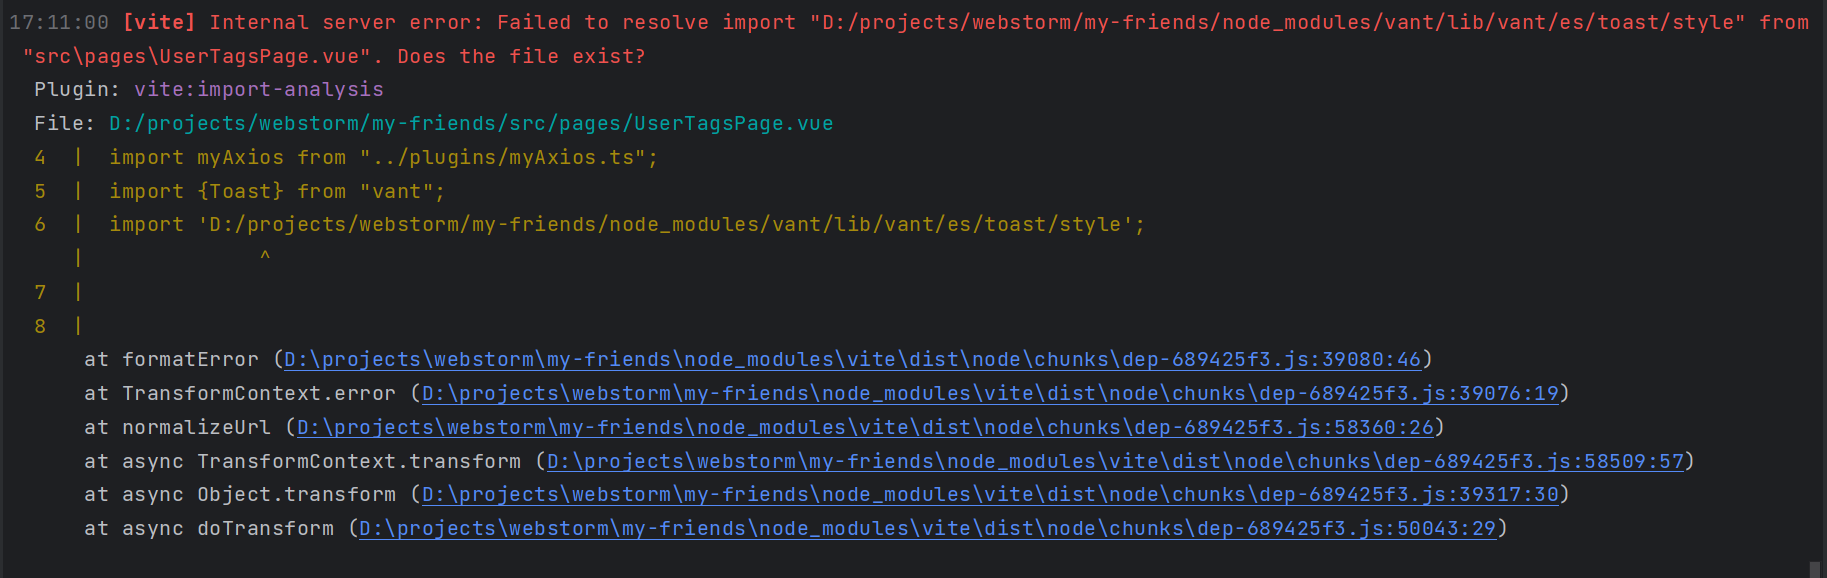 17:11:00 [vite] Internal server error: Failed to resolve import "D:/projects/webstorm/my-friends/node_modules/vant/lib/vant/es/toast/style" from
"src\pages\UserTagsPage.vue". Does the file exist?
Plugin: vite:import-analysis
File: D:/projects/webstorm/my-friends/src/pages/UserTagsPage.vue
4  |  import myAxios from "../plugins/myAxios.ts";
5  |  import {Toast} from "vant";
6  |  import 'D:/projects/webstorm/my-friends/node_modules/vant/lib/vant/es/toast/style';
   |              ^
7  |
8  |
at formatError (D:\projects\webstorm\my-friends\node_modules\vite\dist\node\chunks\dep-689425f3.js:39080:46)
at TransformContext.error (D:\projects\webstorm\my-friends\node_modules\vite\dist\node\chunks\dep-689425f3.js:39076:19)
at normalizeUrl (D:\projects\webstorm\my-friends\node_modules\vite\dist\node\chunks\dep-689425f3.js:58360:26)
at async TransformContext.transform (D:\projects\webstorm\my-friends\node_modules\vite\dist\node\chunks\dep-689425f3.js:58509:57)
at async Object.transform (D:\projects\webstorm\my-friends\node_modules\vite\dist\node\chunks\dep-689425f3.js:39317:30)
at async doTransform (D:\projects\webstorm\my-friends\node_modules\vite\dist\node\chunks\dep-689425f3.js:50043:29)